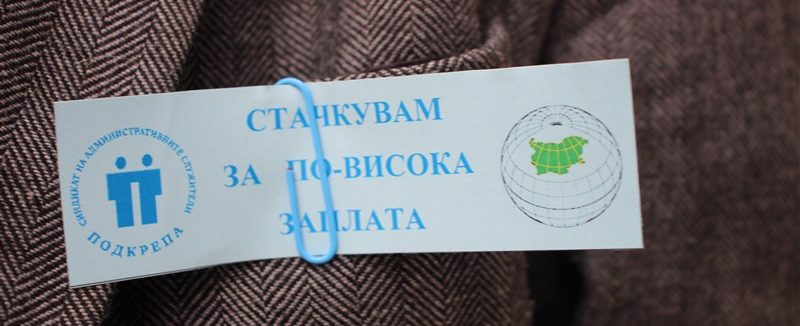 СИНДИКАТ НА АДМИНИСТРАТИВНИТЕ СЛУЖИТЕЛИ
ПОДКРЕПА
СТАЧКУВАМ
ЗА ПО-ВИСОКА
ЗАПЛАТА